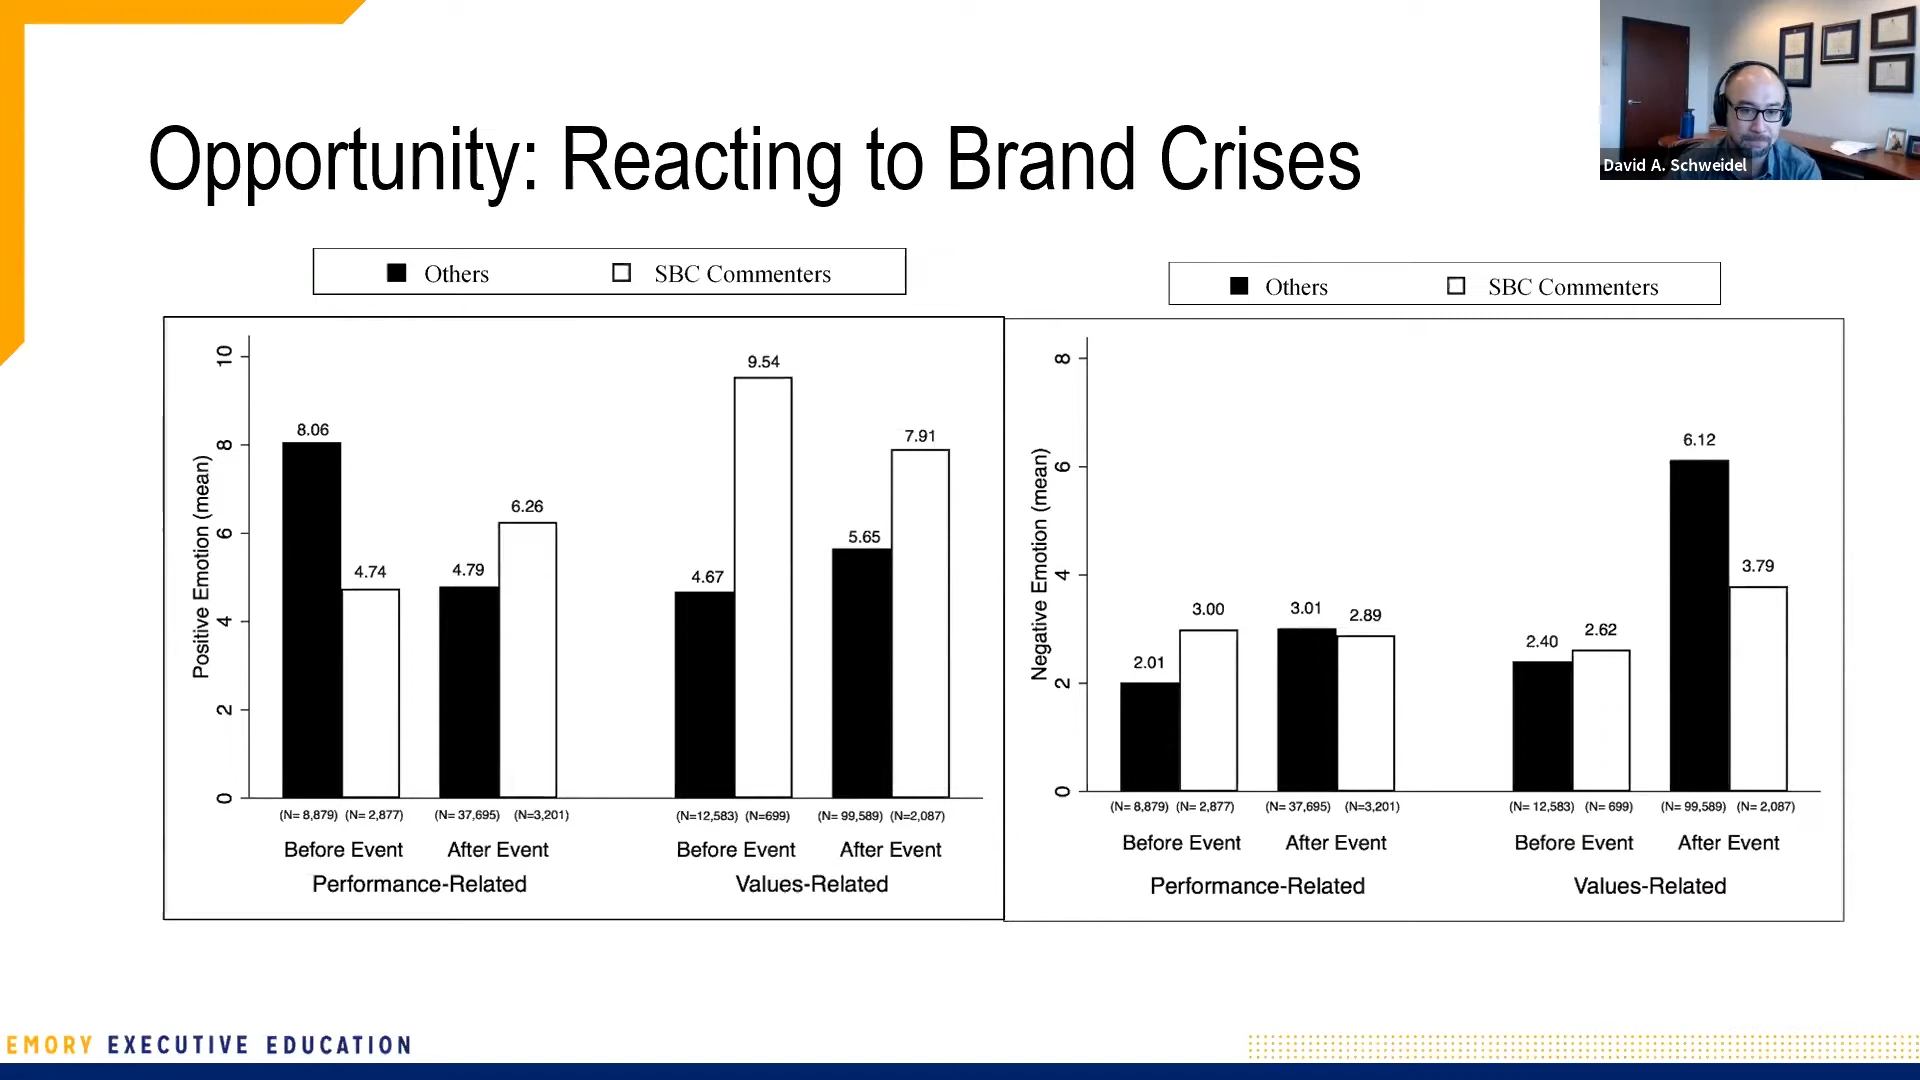 Opportunity: Reacting to Brand Crises
David A. Schweidel
Others SBC Commenters
Positive Emotion (mean)
10
8
6
4
2
0
8.06
4.74
4.79
6.26
4.67
9.54
5.65
7.91
(N= 8,879) (N= 2,877) (N= 37,695) (N=3,201) (N=12,583) (N=699) (N= 99,589) (N=2,087)
Before Event After Event Before Event After Event
Performance-Related Values-Related
Others SBC Commenters
Negative Emotion (mean)
8
6
4
2
0
2.01
3.00
3.01
2.89
2.40
2.62
6.12
3.79
(N= 8,879) (N= 2,877) (N= 37,695) (N=3,201) (N= 12,583) (N= 699) (N= 99,589) (N= 2,087)
Before Event After Event Before Event After Event
Performance-Related Values-Related
EMORY EXECUTIVE EDUCATION